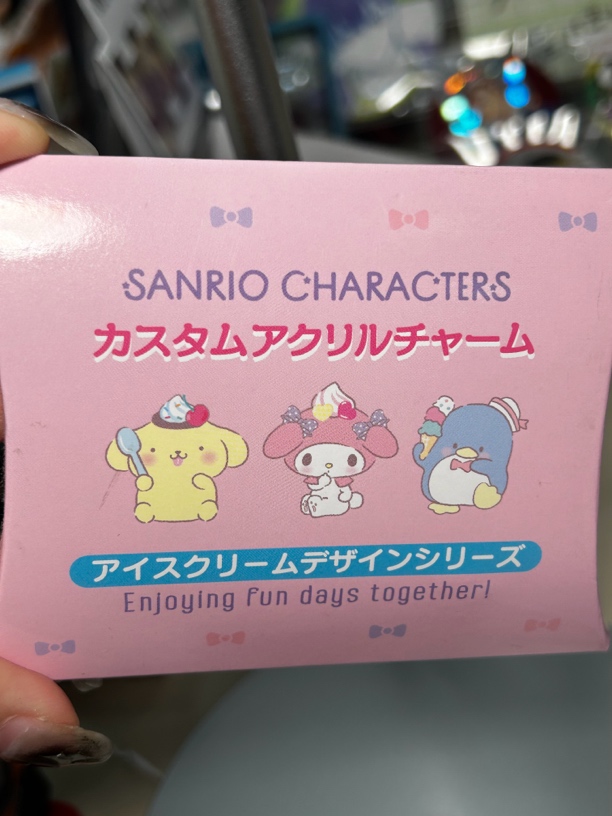 SANRIO CHARACTERS
カスタムアクリルチャーム
アイスクリームデザインシリーズ
Enjoying fun days together!